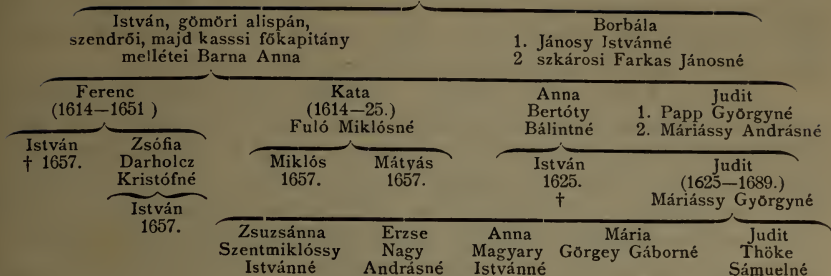 István, gömöri alispán,
szendrői, majd kasssi főkapitány
mellétei Barna Anna
Borbála
1. Jánosy Istvánné
2 szkárosi Farkas Jánosné
Ferenc
(1614—1651 )
Kata
(1614—25.)
Fuló Miklósné
Anna
Bertóty
Bálintné
Judit
1. Papp Györgyné
2. Máriássy Andrásné
István
† 1657.
Zsófia
Darholcz
Kristófné
Miklós
1657.
Mátyás
1657.
István
1625.
†
Judit
(1625—1689.)
Máriássy Györgyné
István
1657.
Zsuzsánna
Szentmiklóssy
Istvánné
Erzse
Nagy
Andrásné
Anna
Magyary
Istvánné
Mária
Görgey Gáborné
Judit
Thöke
Sámuelné